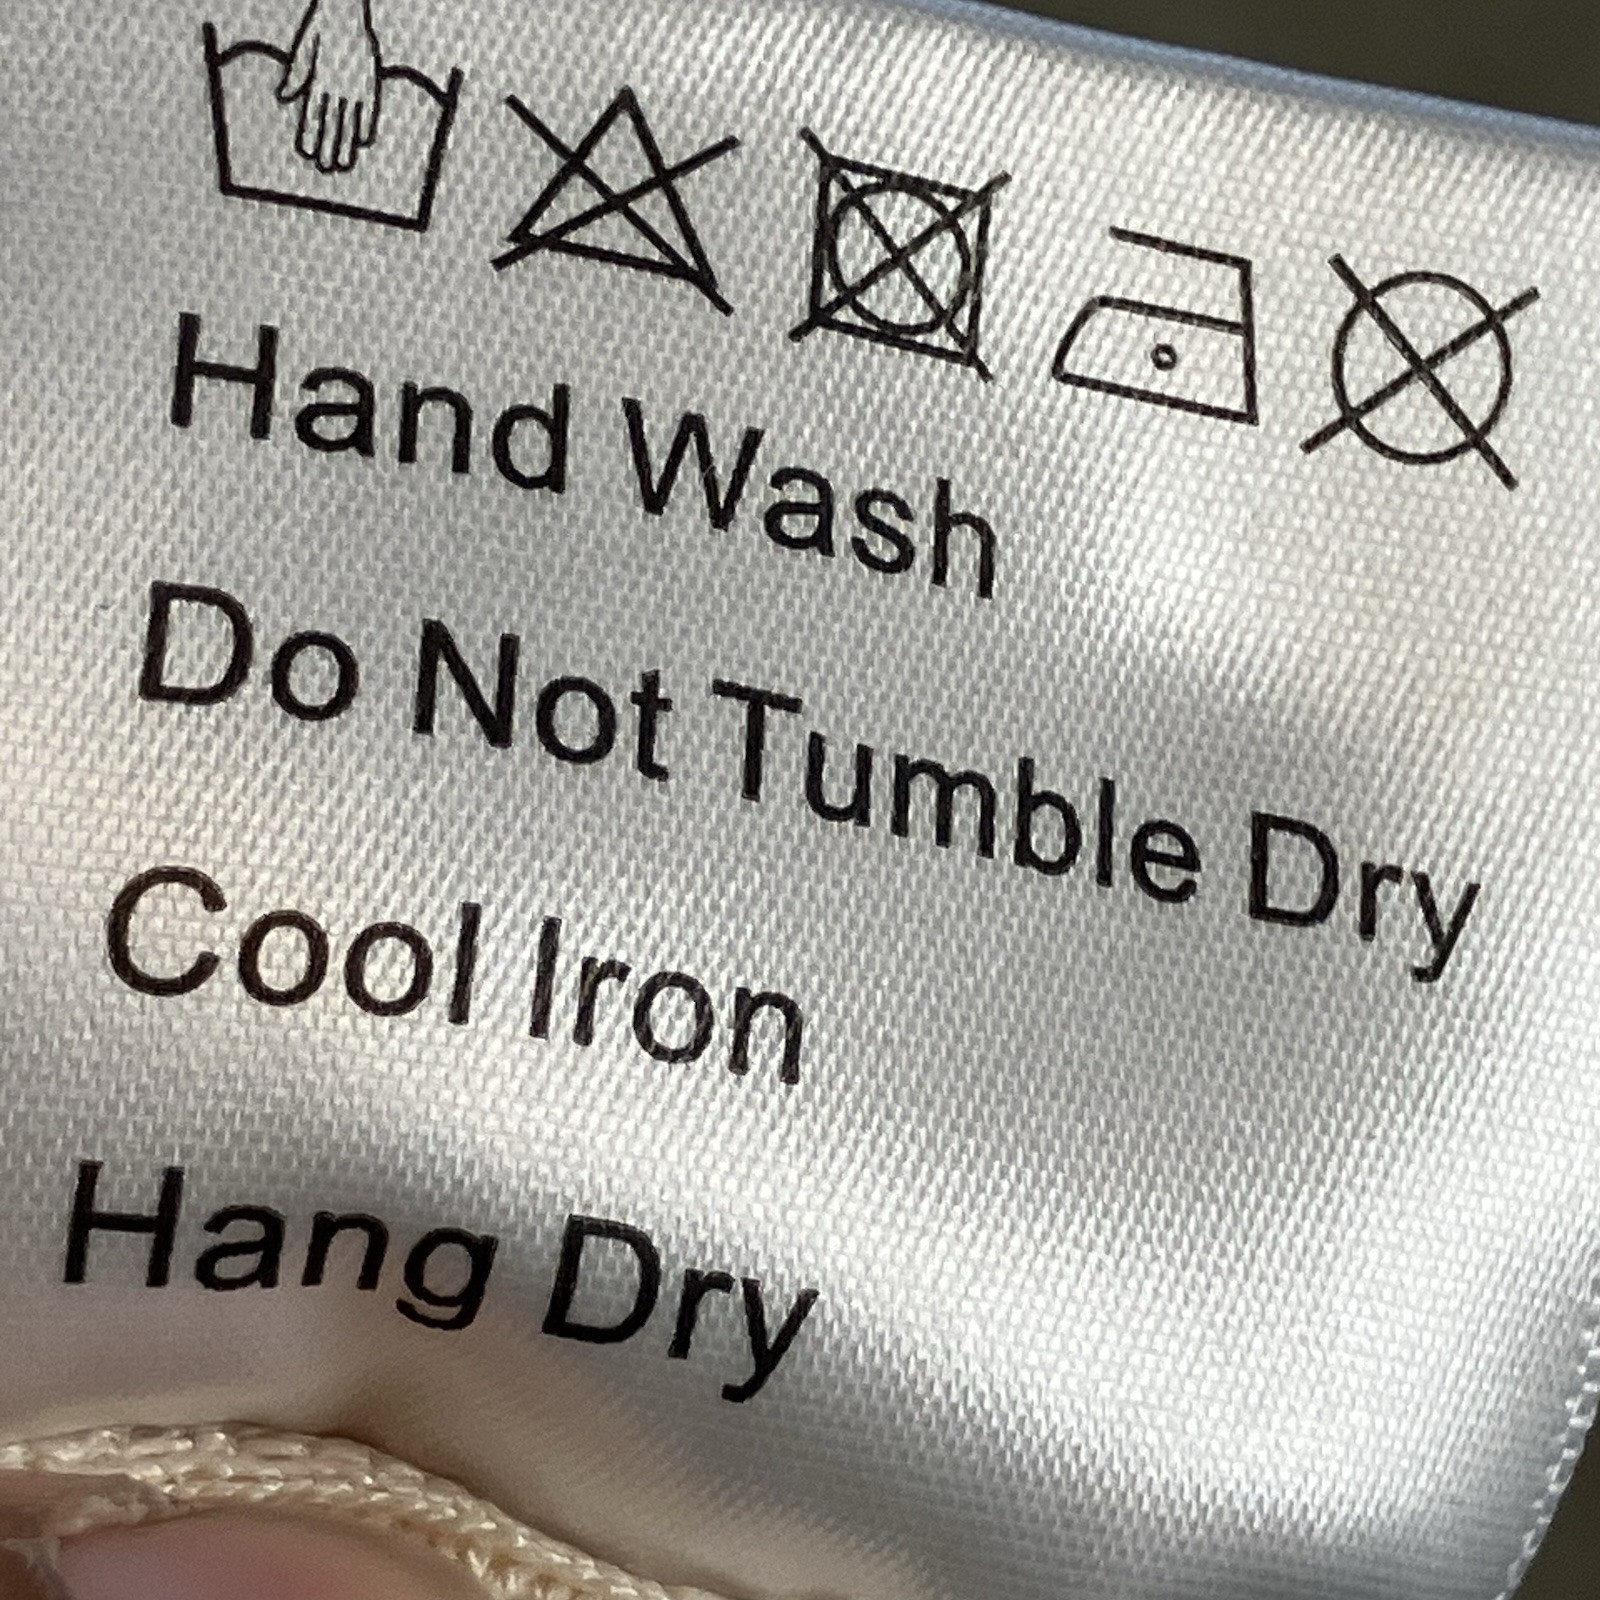 Hand Wash
Do Not Tumble Dry
Cool Iron
Hang Dry